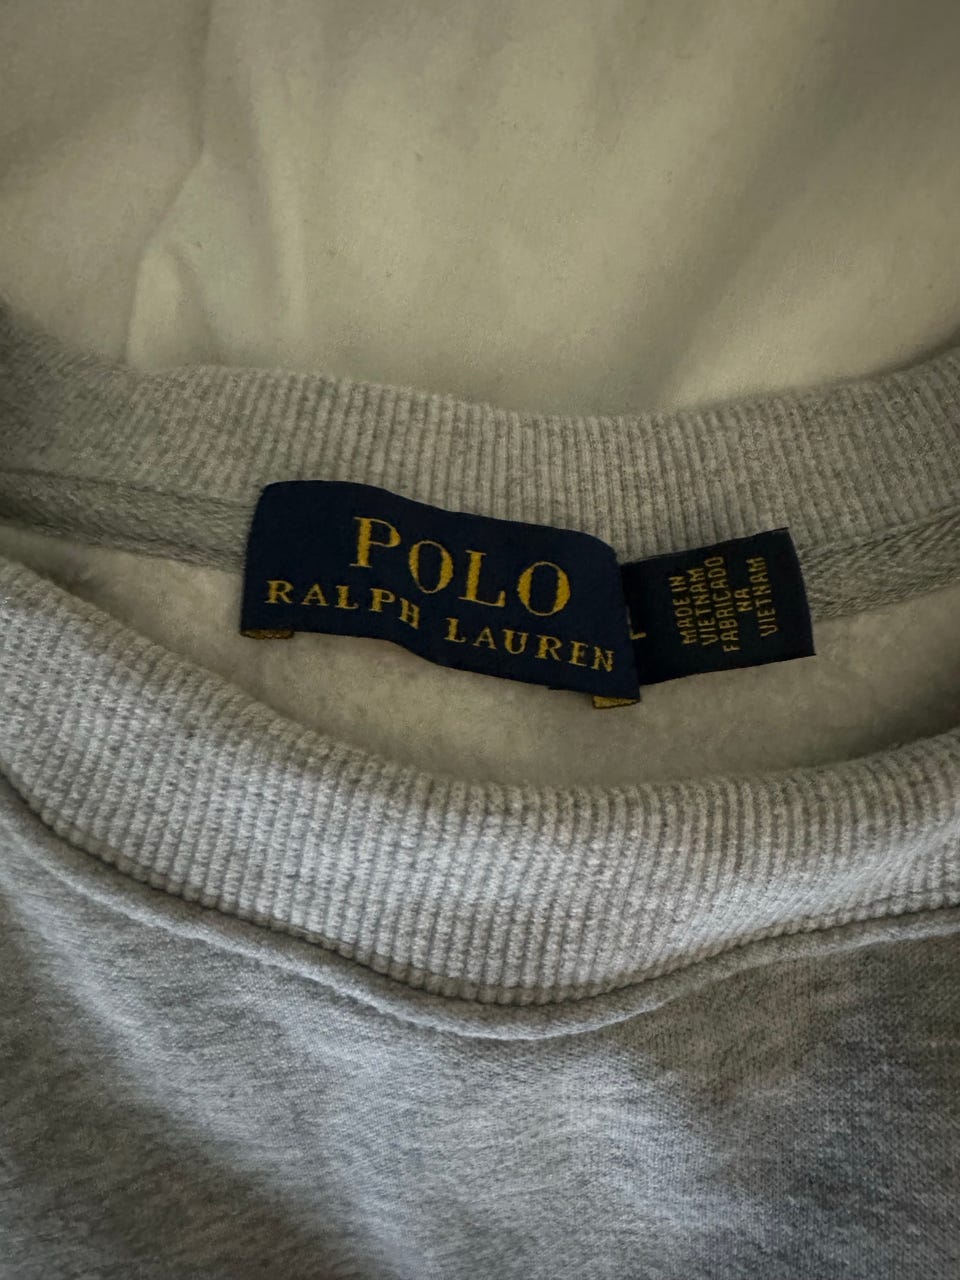 POLO
RALPH LAUREN
L
MADE IN
VIETNAM
FABRICADO
NA
VIETNAM